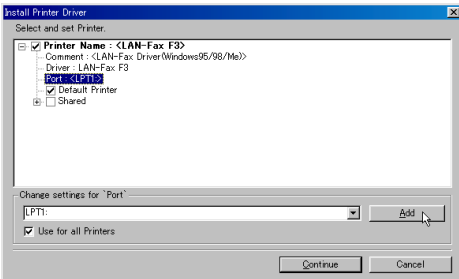 Install Printer Driver
Select and set Printer.
Printer Name : <LAN-Fax F3>
Comment : <LAN-Fax Driver(Windows95/98/Me)>
Driver : LAN-Fax F3
Port : <LPT1:>
Default Printer
Shared
Change settings for `Port`
LPT1:
Add
Use for all Printers
Continue
Cancel